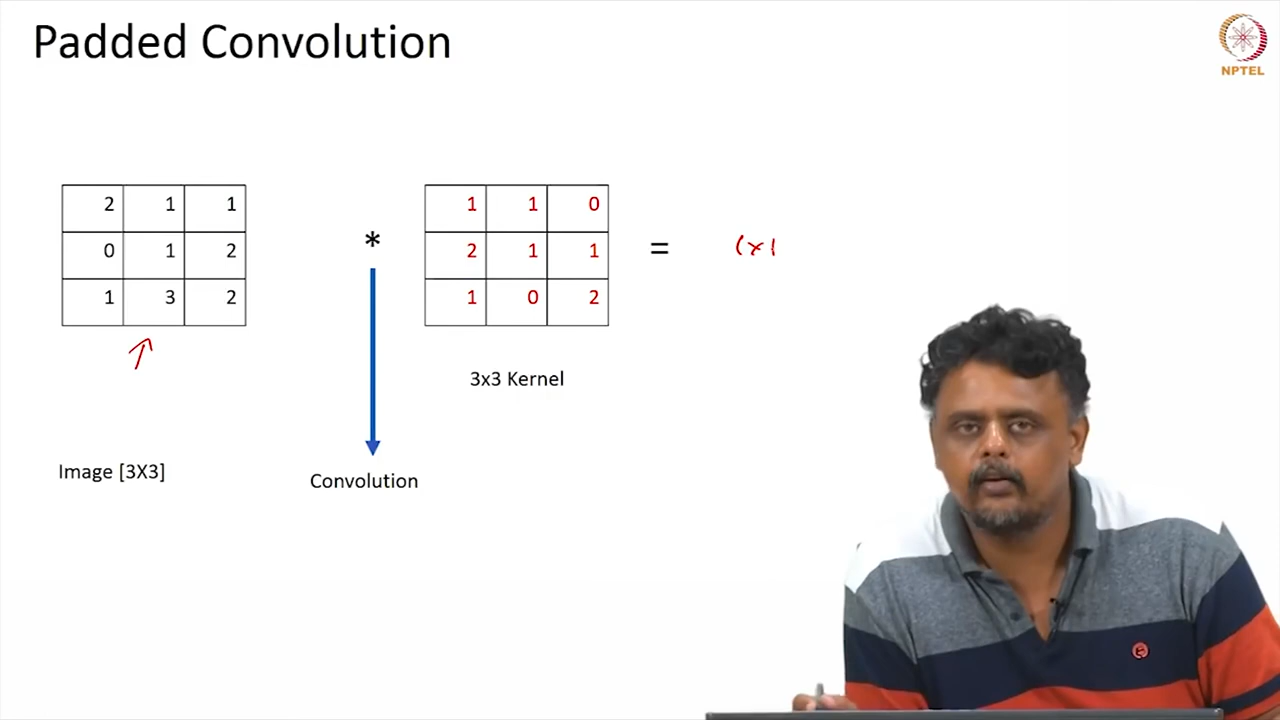 Padded Convolution
NPTEL
2 1 1
0 1 2
1 3 2
*
1 1 0
2 1 1
1 0 2
=
1x1
3x3 Kernel
Image [3X3]
Convolution